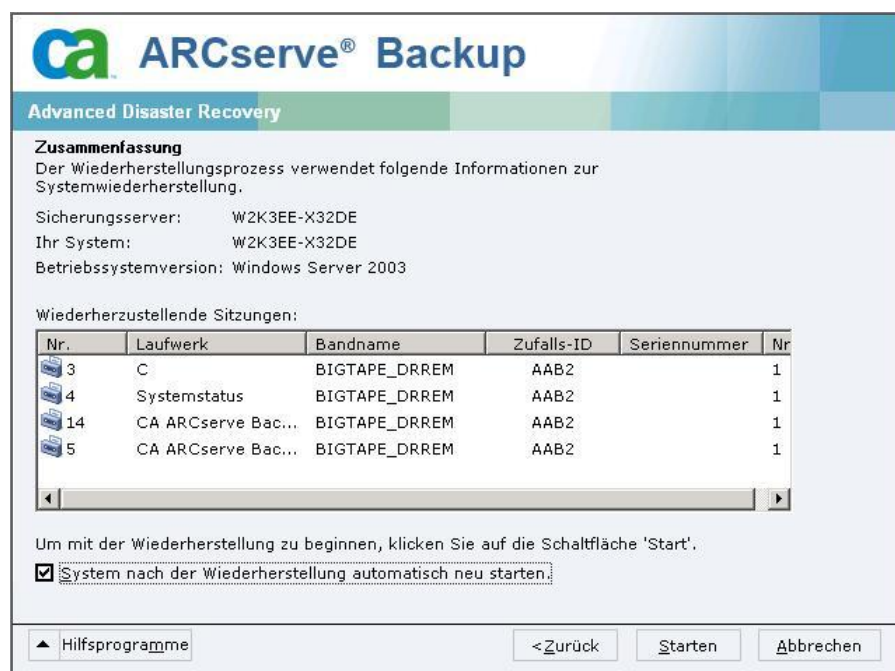 ca ARCserve® Backup
Advanced Disaster Recovery
Zusammenfassung
Der Wiederherstellungsprozess verwendet folgende Informationen zur
Systemwiederherstellung.
Sicherungsserver: W2K3EE-X32DE
Ihr System: W2K3EE-X32DE
Betriebssystemversion: Windows Server 2003
Wiederherzustellende Sitzungen:
Nr. Laufwerk Bandname Zufalls-ID Seriennummer Nr
3 C BIGTAPE_DRREM AAB2 1
4 Systemstatus BIGTAPE_DRREM AAB2 1
14 CA ARCserve Bac... BIGTAPE_DRREM AAB2 1
5 CA ARCserve Bac... BIGTAPE_DRREM AAB2 1
Um mit der Wiederherstellung zu beginnen, klicken Sie auf die Schaltfläche 'Start'.
System nach der Wiederherstellung automatisch neu starten.
Hilfsprogramme <Zurück Starten Abbrechen